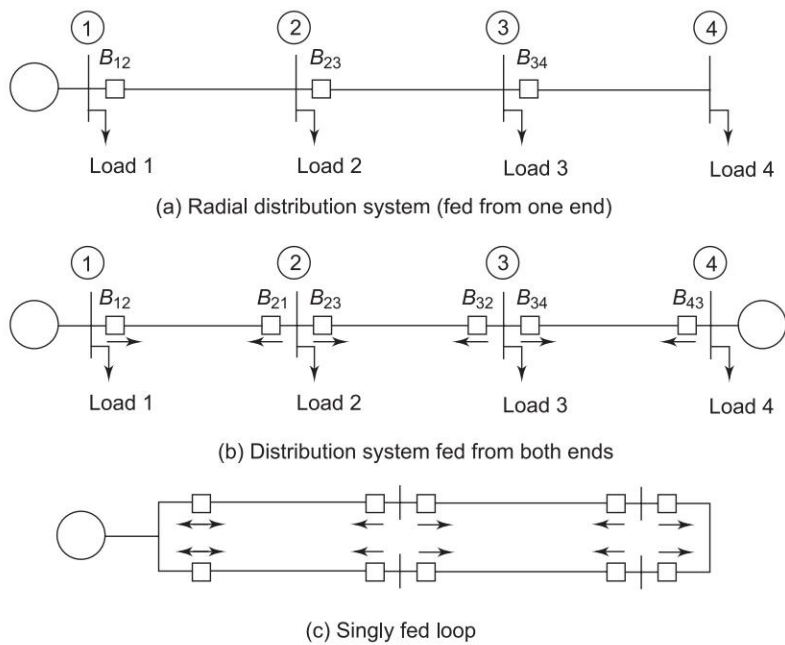 1 2 3 4
B12 B23 B34
Load 1 Load 2 Load 3 Load 4
(a) Radial distribution system (fed from one end)
1 2 3 4
B12 B21 B23 B32 B34 B43
Load 1 Load 2 Load 3 Load 4
(b) Distribution system fed from both ends
(c) Singly fed loop